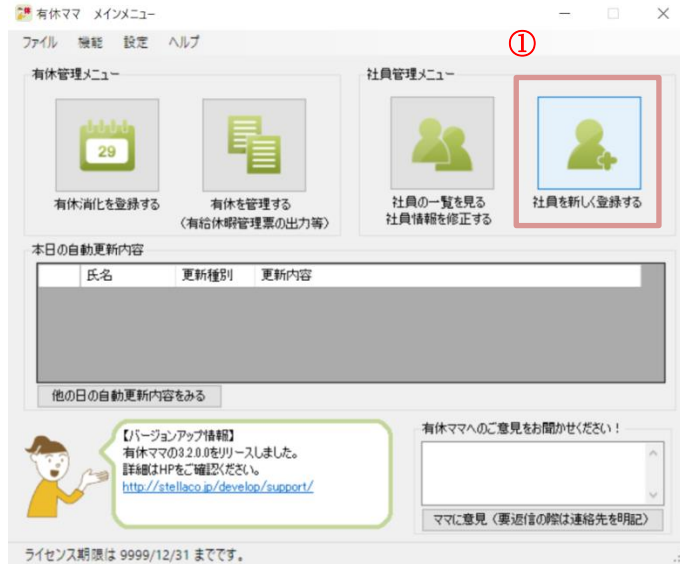 有休ママ メインメニュー
ファイル 機能 設定 ヘルプ
①
有休管理メニュー
社員管理メニュー
29
有休消化を登録する
有休を管理する
(有給休暇管理票の出力等)
社員の一覧を見る
社員情報を修正する
社員を新しく登録する
本日の自動更新内容
氏名 更新種別 更新内容
他の日の自動更新内容をみる
【バージョンアップ情報】
有休ママの3.2.0.0をリリースしました。
詳細はHPをご確認ください。
http://stellaco.jp/develop/support/
有休ママへのご意見をお聞かせください！
ママに意見（要返信の際は連絡先を明記）
ライセンス期限は 9999/12/31 までです。